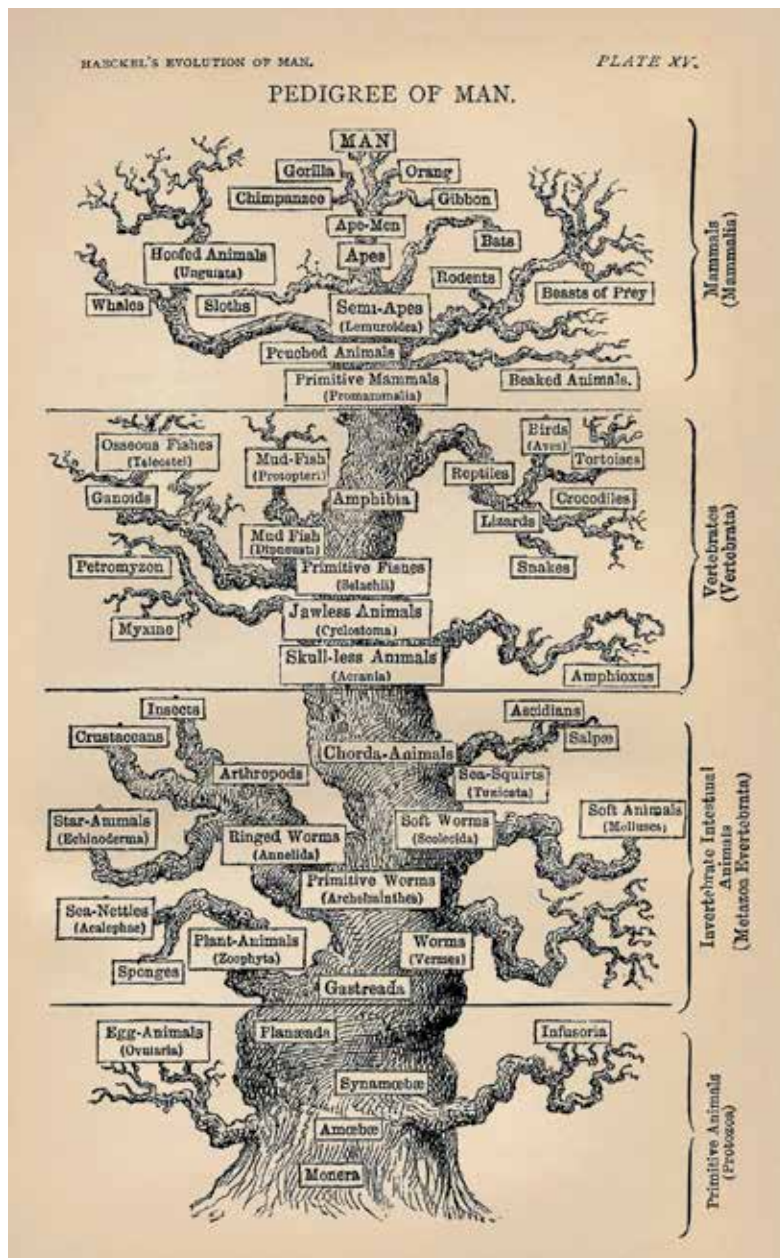 HAECKEL'S EVOLUTION OF MAN.
PLATE XV.
PEDIGREE OF MAN.
MAN
Gorilla
Orang
Chimpanzee
Gibbon
Ape-Men
Bats
Apes
Hoofed Animals
(Ungulata)
Rodents
Whales
Sloths
Semi-Apes
(Lemuroidea)
Beasts of Prey
Pouched Animals
Primitive Mammals
(Promammalia)
Beaked Animals.
Mammals
(Mammalia)
Osseous Fishes
(Teleostei)
Mud-Fish
(Protopteri)
Birds
(Aves)
Tortoises
Reptiles
Ganoids
Amphibia
Crocodiles
Lizards
Mud Fish
(Dipneusti)
Petromyzon
Primitive Fishes
(Selachii)
Snakes
Jawless Animals
(Cyclostoma)
Myxine
Skull-less Animals
(Acrania)
Amphioxus
Vertebrates
(Vertebrata)
Insects
Ascidians
Crustaceans
Salpæ
Chorda-Animals
Arthropods
Sea-Squirts
(Tunicata)
Star-Animals
(Echinoderma)
Ringed Worms
(Annelida)
Soft Worms
(Scolecida)
Soft Animals
(Molluscs)
Primitive Worms
(Archelminthes)
Sea-Nettles
(Acalephae)
Plant-Animals
(Zoophyta)
Worms
(Vermes)
Sponges
Gastreada
Invertebrate Intestinal
Animals
(Metazoa Evertebrata)
Egg-Animals
(Ovularia)
Planæada
Infusoria
Synamœbæ
Amœbæ
Monera
Primitive Animals
(Protozoa)